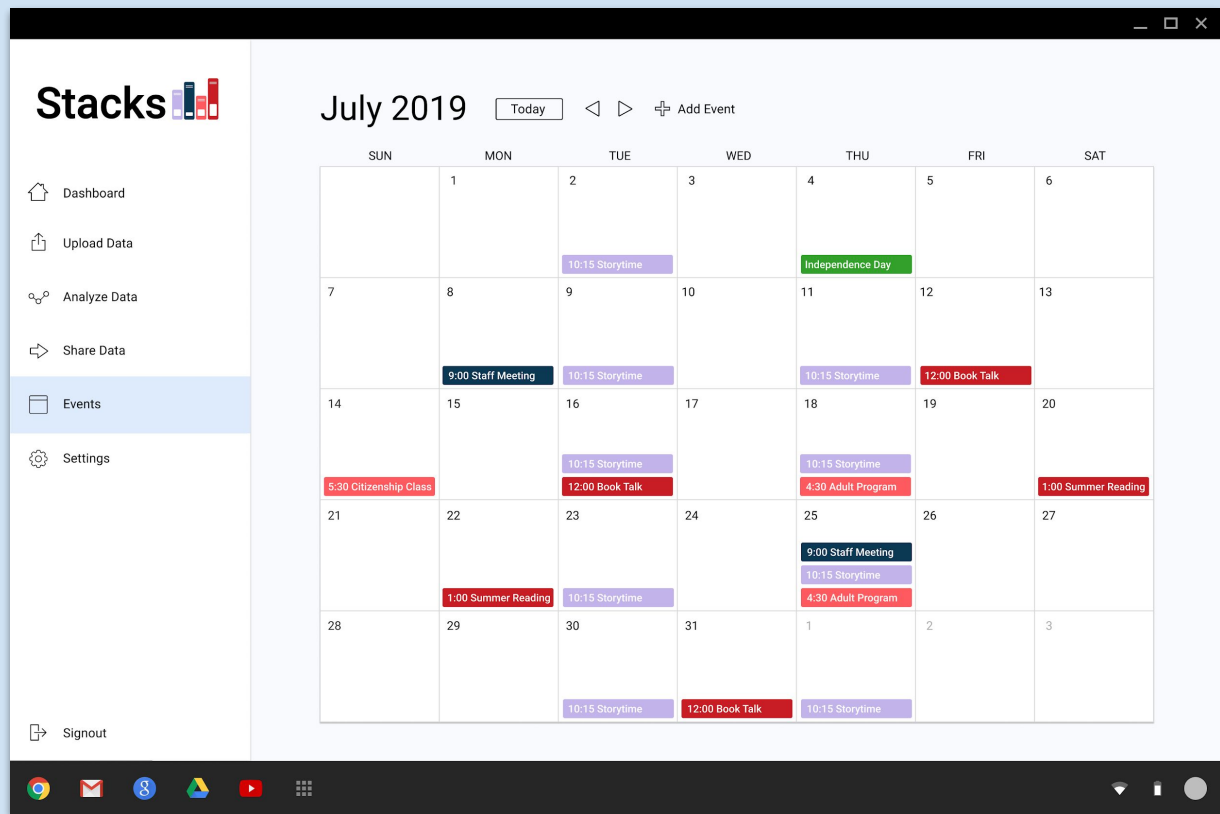 Stacks
Dashboard
Upload Data
Analyze Data
Share Data
Events
Settings
Signout
July 2019 Today Add Event
SUN MON TUE WED THU FRI SAT
1 2 3 4 5 6
10:15 Storytime Independence Day
7 8 9 10 11 12 13
9:00 Staff Meeting 10:15 Storytime 10:15 Storytime 12:00 Book Talk
14 15 16 17 18 19 20
10:15 Storytime 10:15 Storytime
5:30 Citizenship Class 12:00 Book Talk 4:30 Adult Program 1:00 Summer Reading
21 22 23 24 25 26 27
9:00 Staff Meeting
10:15 Storytime
1:00 Summer Reading 10:15 Storytime 4:30 Adult Program
28 29 30 31 1 2 3
10:15 Storytime 12:00 Book Talk 10:15 Storytime
8